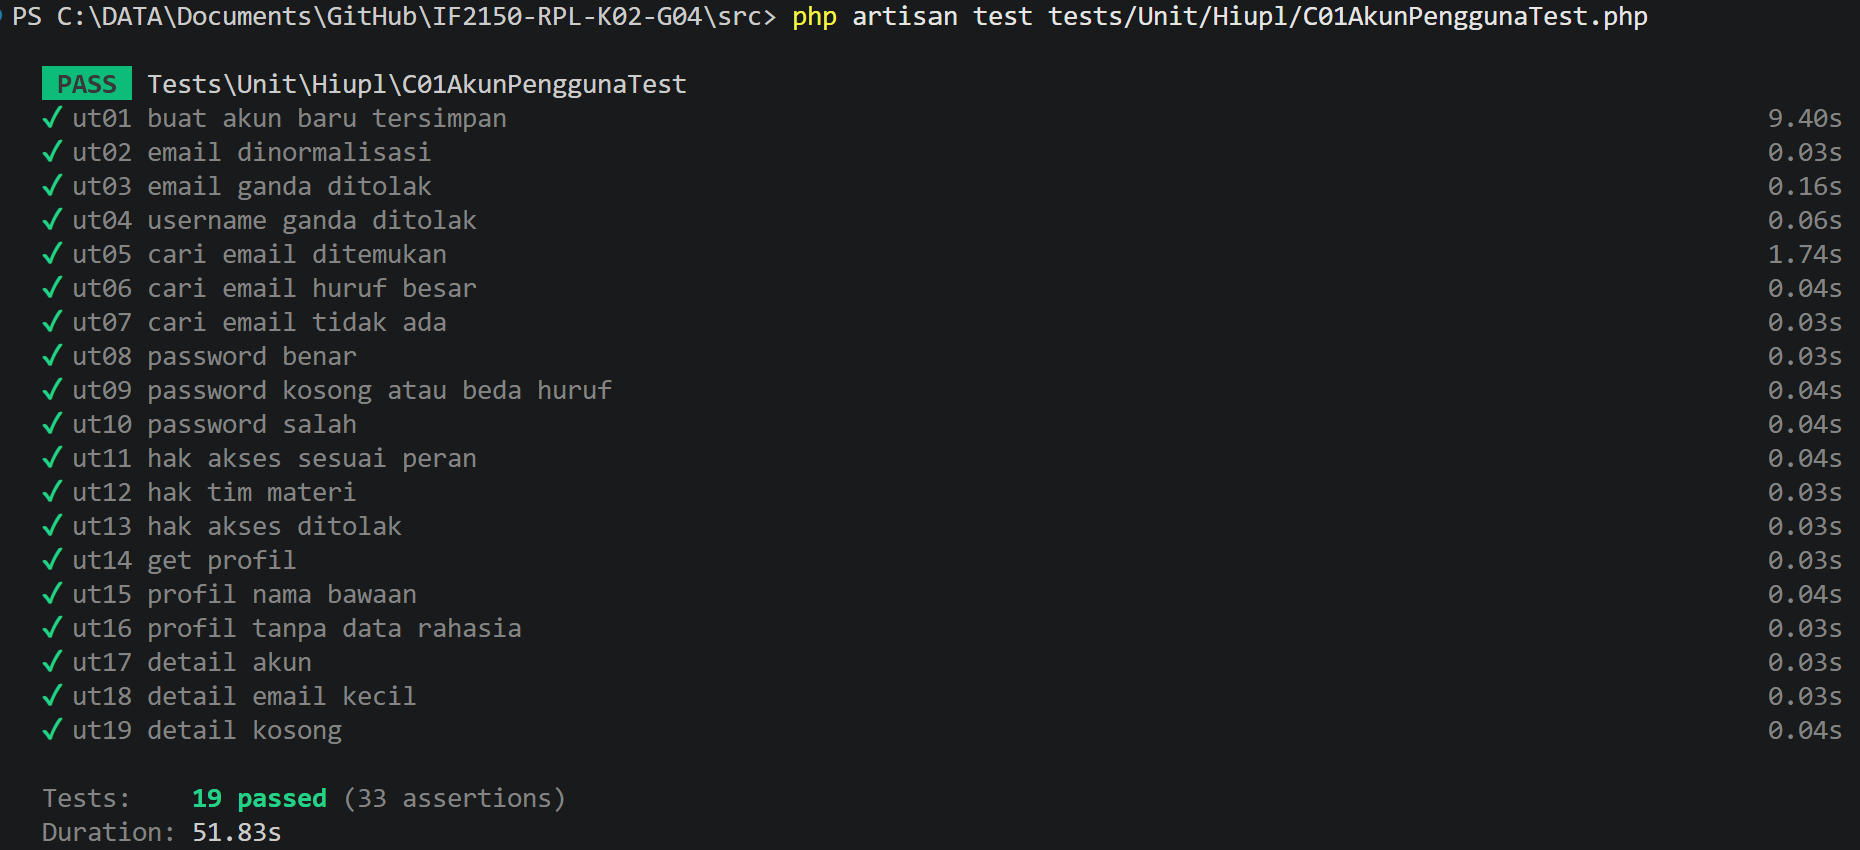 PS C:\DATA\Documents\GitHub\IF2150-RPL-K02-G04\src> php artisan test tests/Unit/Hiupl/C01AkunPenggunaTest.php
PASS Tests\Unit\Hiupl\C01AkunPenggunaTest
✓ ut01 buat akun baru tersimpan 9.40s
✓ ut02 email dinormalisasi 0.03s
✓ ut03 email ganda ditolak 0.16s
✓ ut04 username ganda ditolak 0.06s
✓ ut05 cari email ditemukan 1.74s
✓ ut06 cari email huruf besar 0.04s
✓ ut07 cari email tidak ada 0.03s
✓ ut08 password benar 0.03s
✓ ut09 password kosong atau beda huruf 0.04s
✓ ut10 password salah 0.04s
✓ ut11 hak akses sesuai peran 0.04s
✓ ut12 hak tim materi 0.03s
✓ ut13 hak akses ditolak 0.03s
✓ ut14 get profil 0.03s
✓ ut15 profil nama bawaan 0.04s
✓ ut16 profil tanpa data rahasia 0.03s
✓ ut17 detail akun 0.03s
✓ ut18 detail email kecil 0.03s
✓ ut19 detail kosong 0.04s
Tests: 19 passed (33 assertions)
Duration: 51.83s